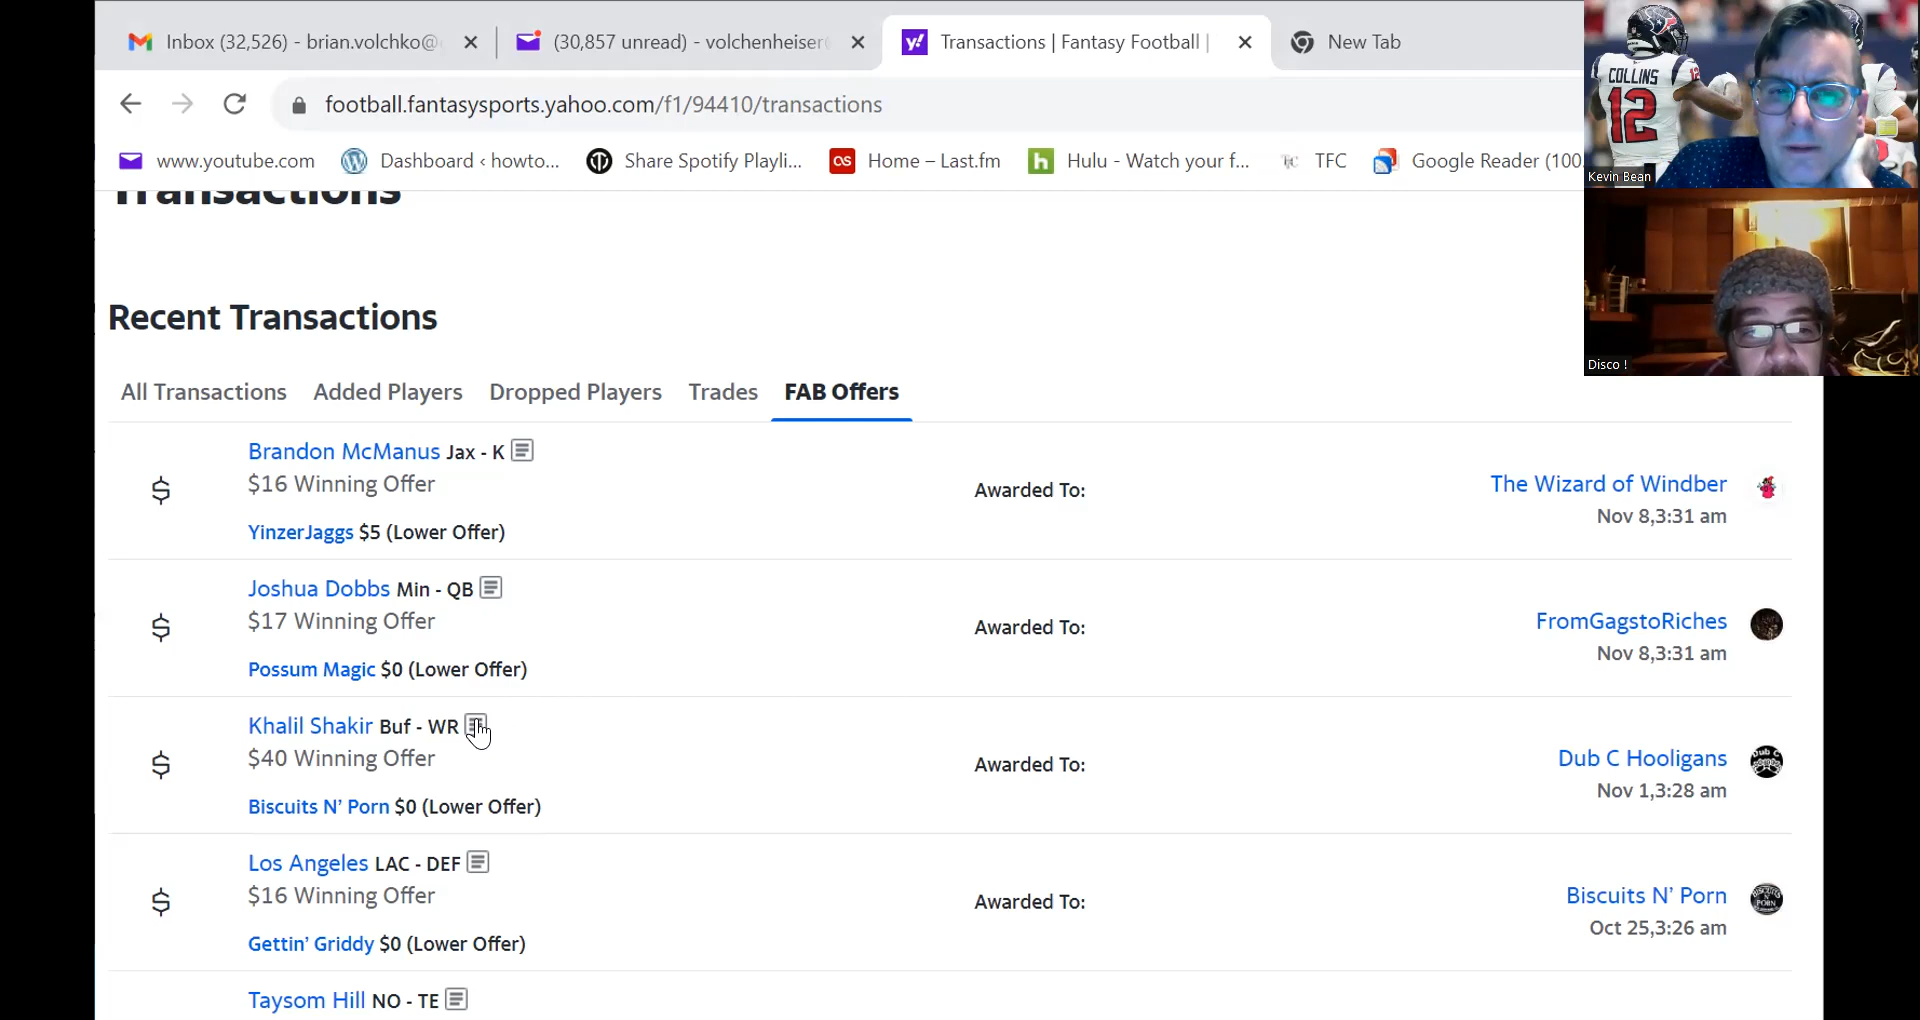 Inbox (32,526) - brian.volchko@
(30,857 unread) - volchenheiser
Transactions | Fantasy Football |
New Tab
football.fantasysports.yahoo.com/f1/94410/transactions
www.youtube.com
Dashboard ‹ howto...
Share Spotify Playli...
Home – Last.fm
Hulu - Watch your f...
TFC
Google Reader (100
COLLINS
12
Kevin Bean
Disco !
Transactions
Recent Transactions
All Transactions
Added Players
Dropped Players
Trades
FAB Offers
Brandon McManus Jax - K
$16 Winning Offer
YinzerJaggs $5 (Lower Offer)
Awarded To:
The Wizard of Windber
Nov 8,3:31 am
Joshua Dobbs Min - QB
$17 Winning Offer
Possum Magic $0 (Lower Offer)
Awarded To:
FromGagstoRiches
Nov 8,3:31 am
Khalil Shakir Buf - WR
$40 Winning Offer
Biscuits N’ Porn $0 (Lower Offer)
Awarded To:
Dub C Hooligans
Nov 1,3:28 am
Los Angeles LAC - DEF
$16 Winning Offer
Gettin’ Griddy $0 (Lower Offer)
Awarded To:
Biscuits N’ Porn
Oct 25,3:26 am
Taysom Hill NO - TE